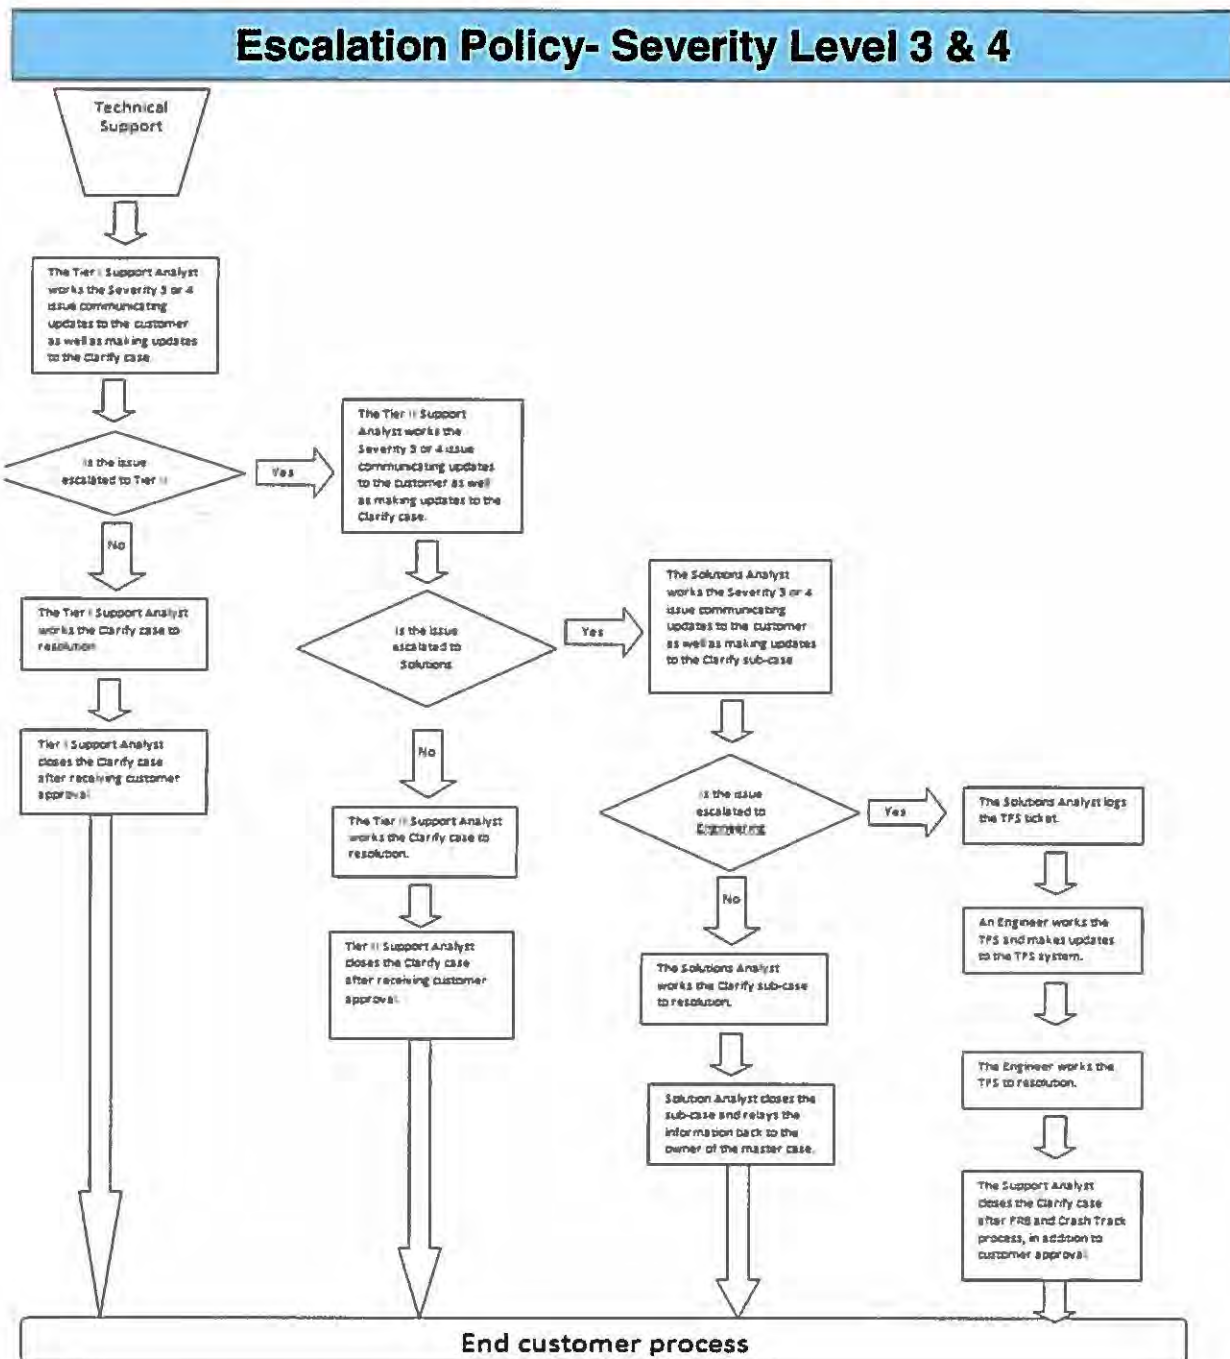 Escalation Policy- Severity Level 3 & 4
Technical
Support
The Tier I Support Analyst
works the Severity 3 or 4
issue communicating
updates to the customer
as well as making updates
to the Clarify case
Is the issue
escalated to Tier II
Yes
No
The Tier I Support Analyst
works the Clarify case to
resolution
Tier I Support Analyst
closes the Clarify case
after receiving customer
approval
The Tier II Support
Analyst works the
Severity 3 or 4 issue
communicating updates
to the customer as well
as making updates to the
Clarify case.
Is the issue
escalated to
Solutions
Yes
No
The Tier II Support Analyst
works the Clarify case to
resolution.
Tier II Support Analyst
closes the Clarify case
after receiving customer
approval
The Solutions Analyst
works the Severity 3 or 4
issue communicating
updates to the customer
as well as making updates
to the Clarify sub-case
Is the issue
escalated to
Engineering
Yes
No
The Solutions Analyst
works the Clarify sub-case
to resolution.
Solution Analyst closes the
sub-case and relays the
information back to the
owner of the master case.
The Solutions Analyst logs
the TFS ticket.
An Engineer works the
TFS and makes updates
to the TFS system.
The Engineer works the
TFS to resolution.
The Support Analyst
closes the Clarify case
after PRB and Crash Track
process, in addition to
customer approval
End customer process